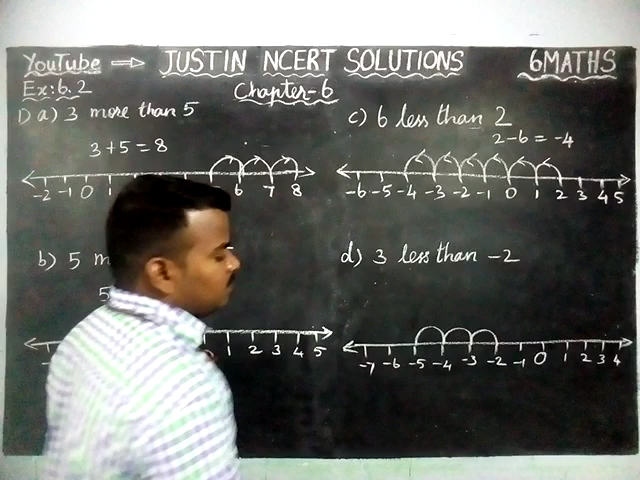 YouTube ⟹ JUSTIN NCERT SOLUTIONS 6MATHS
Ex:6.2 Chapter-6
1) a) 3 more than 5
3+5=8
-2 -1 0 1 6 7 8
b) 5 m
5
1 2 3 4 5
c) 6 less than 2
2-6 = -4
-6 -5 -4 -3 -2 -1 0 1 2 3 4 5
d) 3 less than -2
-7 -6 -5 -4 -3 -2 -1 0 1 2 3 4